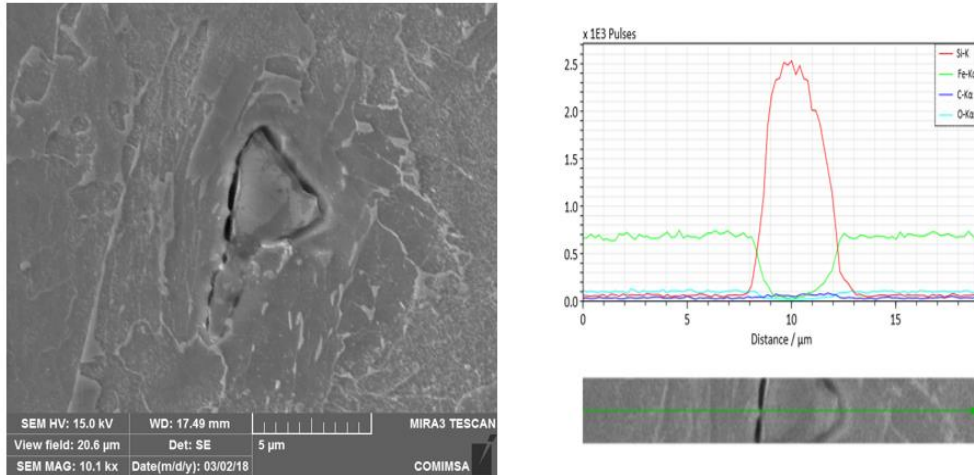 SEM HV: 15.0 kV WD: 17.49 mm MIRA3 TESCAN
View field: 20.6 µm Det: SE 5 µm
SEM MAG: 10.1 kx Date(m/d/y): 03/02/18 COMIMSA
x 1E3 Pulses
Si-K
Fe-Kα
C-Kα
O-Kα
2.5
2.0
1.5
1.0
0.5
0.0
0 5 10 15
Distance / µm